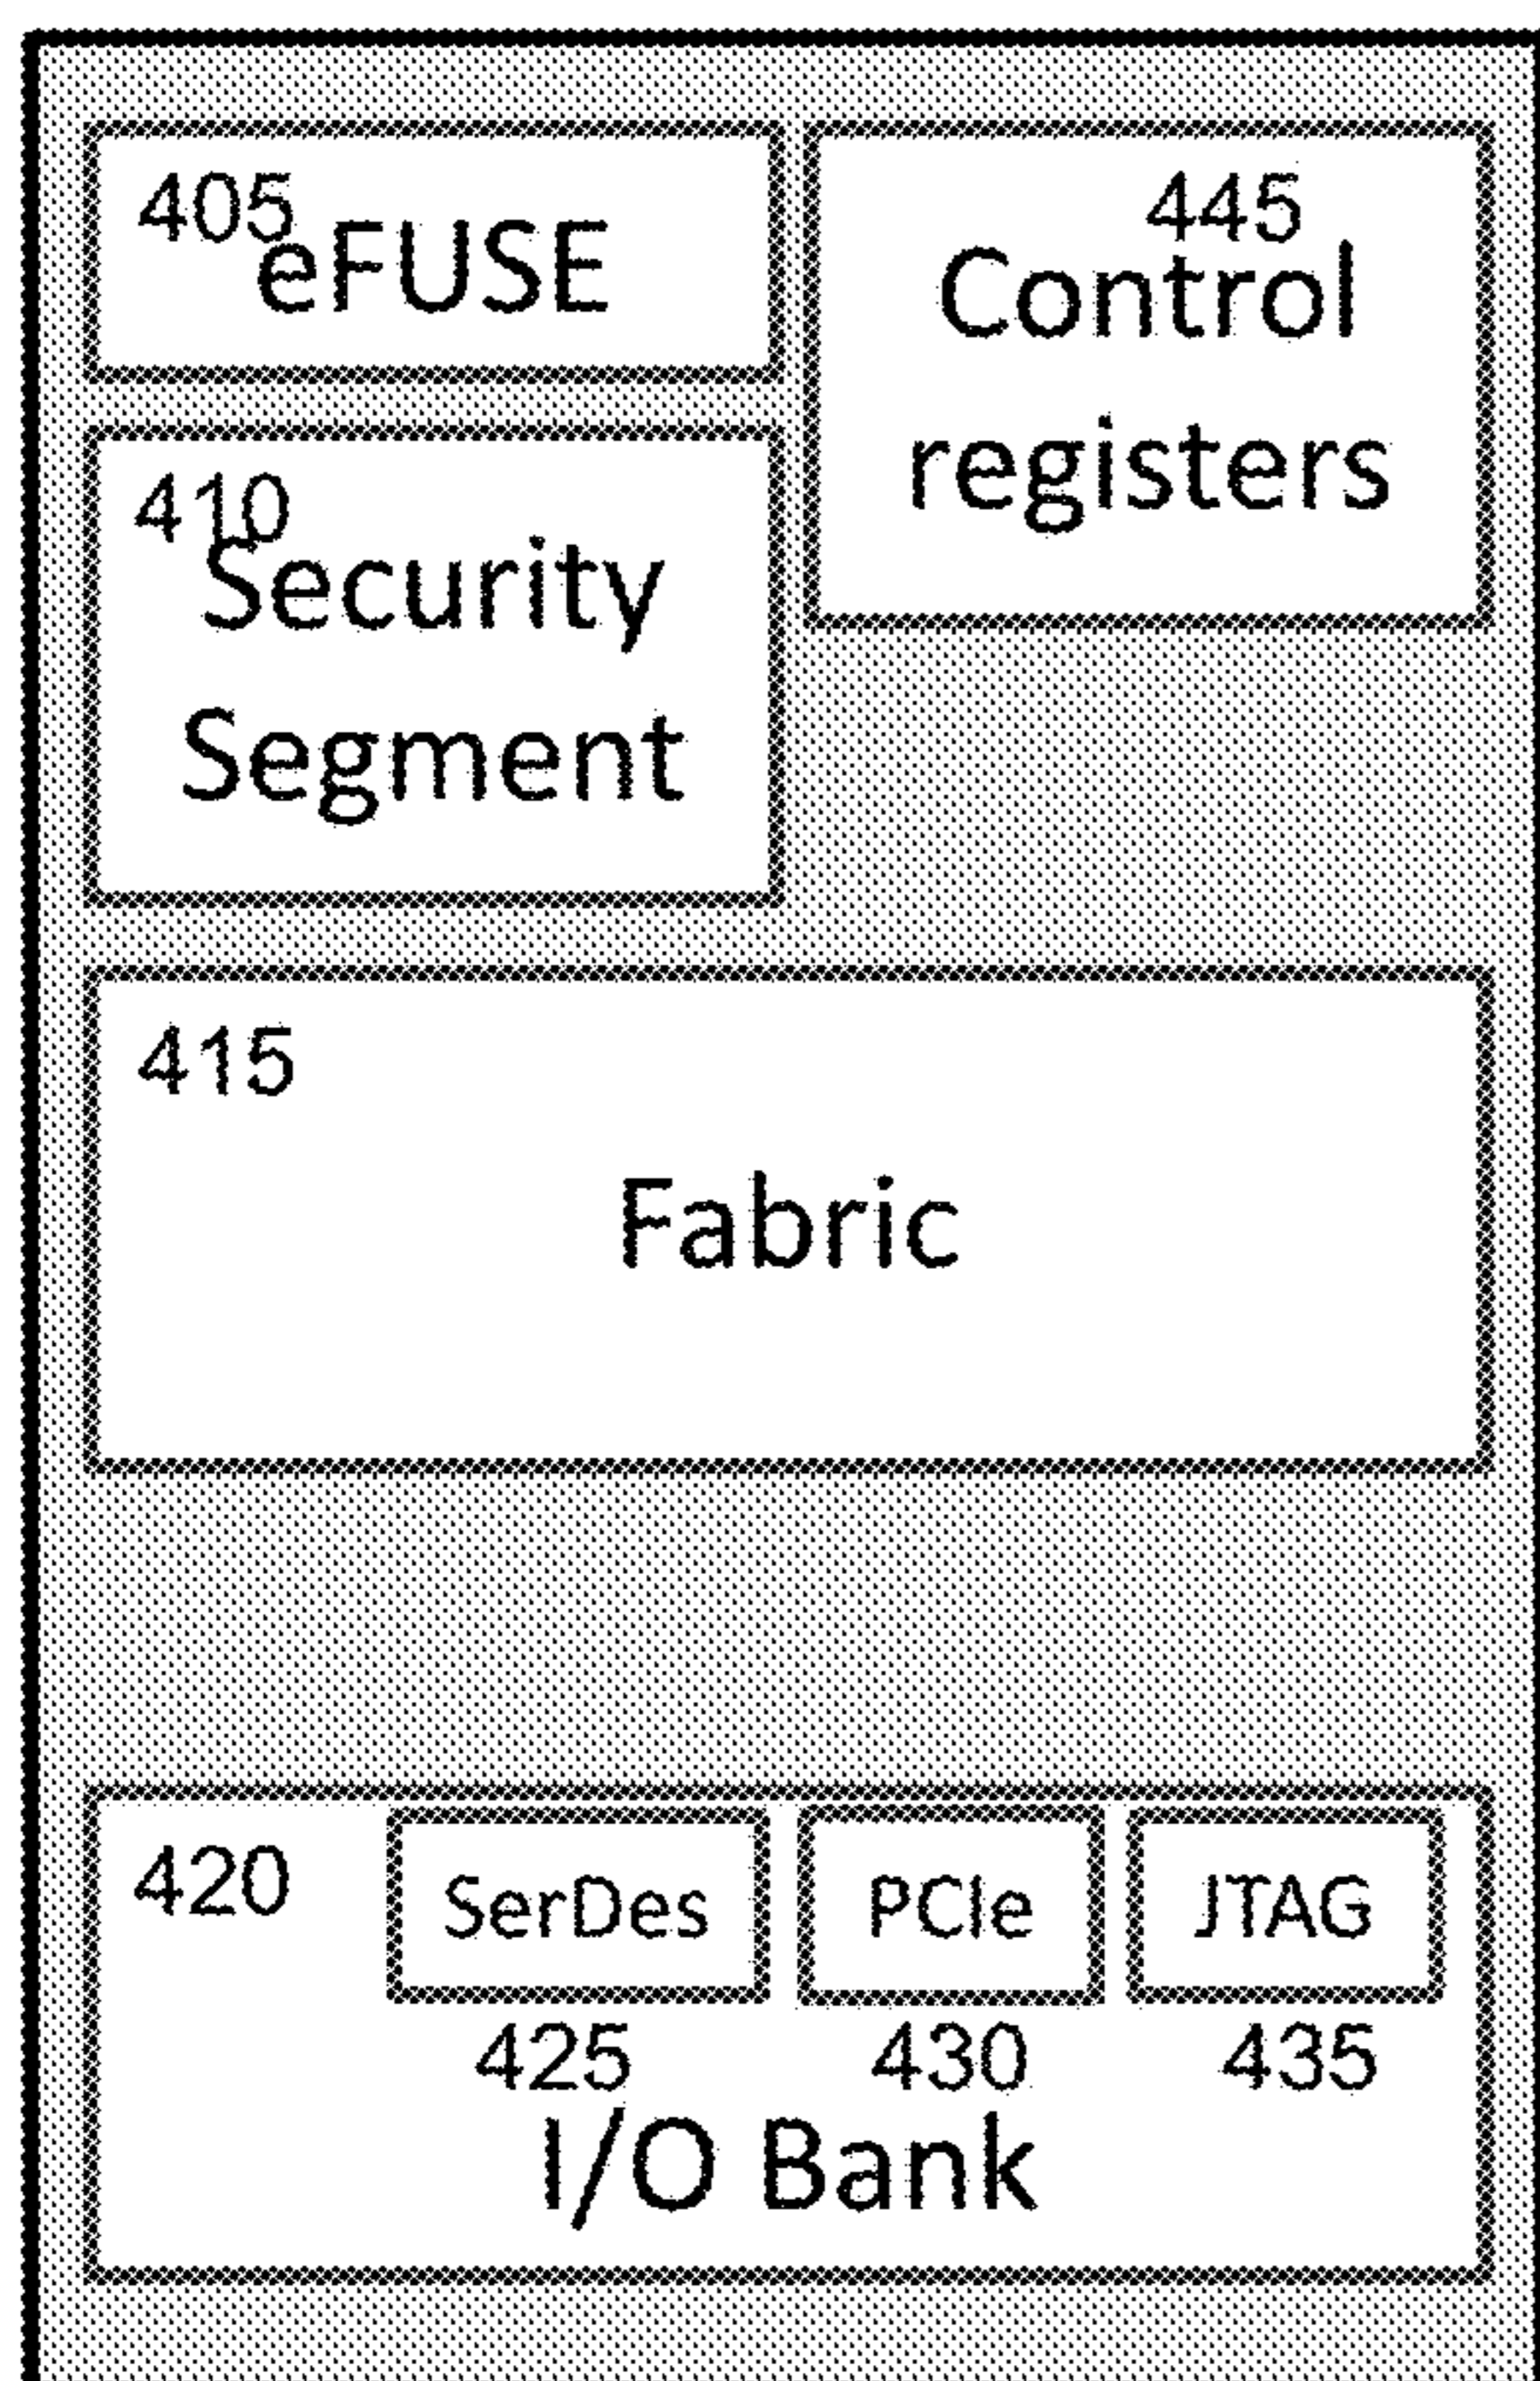 405
eFUSE
445
Control
registers
410
Security
Segment
415
Fabric
420
SerDes
PCIe
JTAG
425
430
435
I/O Bank